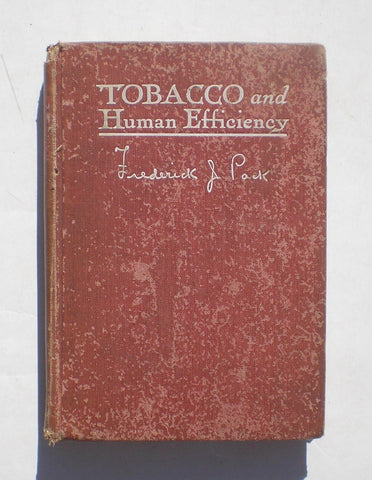 TOBACCO and
Human Efficiency
Frederick J Pack